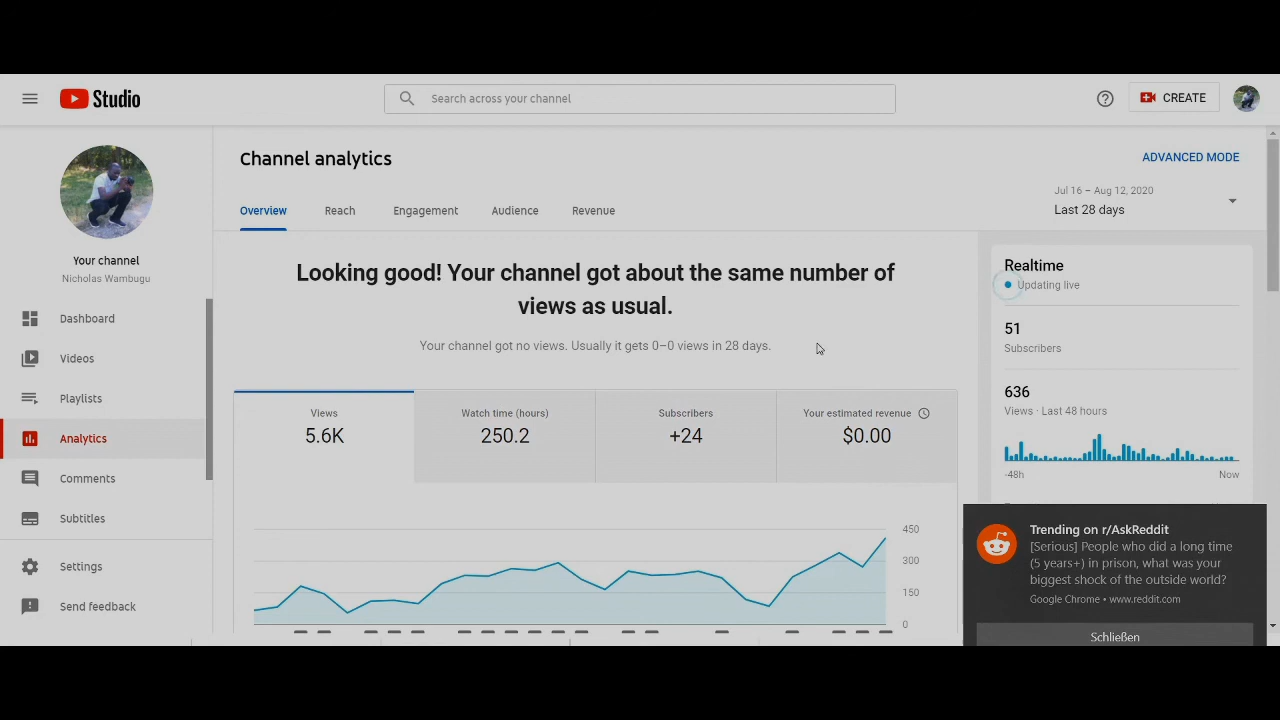 Studio
Search across your channel
CREATE
Your channel
Nicholas Wambugu
Dashboard
Videos
Playlists
Analytics
Comments
Subtitles
Settings
Send feedback
Channel analytics
ADVANCED MODE
Overview
Reach
Engagement
Audience
Revenue
Jul 16 – Aug 12, 2020
Last 28 days
Looking good! Your channel got about the same number of
views as usual.
Your channel got no views. Usually it gets 0–0 views in 28 days.
Views
5.6K
Watch time (hours)
250.2
Subscribers
+24
Your estimated revenue
$0.00
450
300
150
0
Realtime
Updating live
51
Subscribers
636
Views · Last 48 hours
-48h
Now
Trending on r/AskReddit
[Serious] People who did a long time
(5 years+) in prison, what was your
biggest shock of the outside world?
Google Chrome • www.reddit.com
Schließen